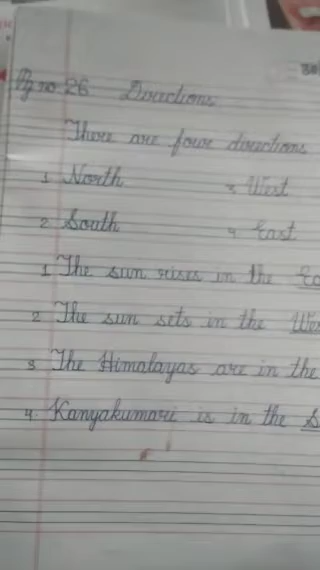 Pg no. 26 Directions
There are four directions
1. North 3. West
2. South 4. East
1. The sun rises in the
2. The sun sets in the
3. The Himalayas are in the
4. Kanyakumari is in the